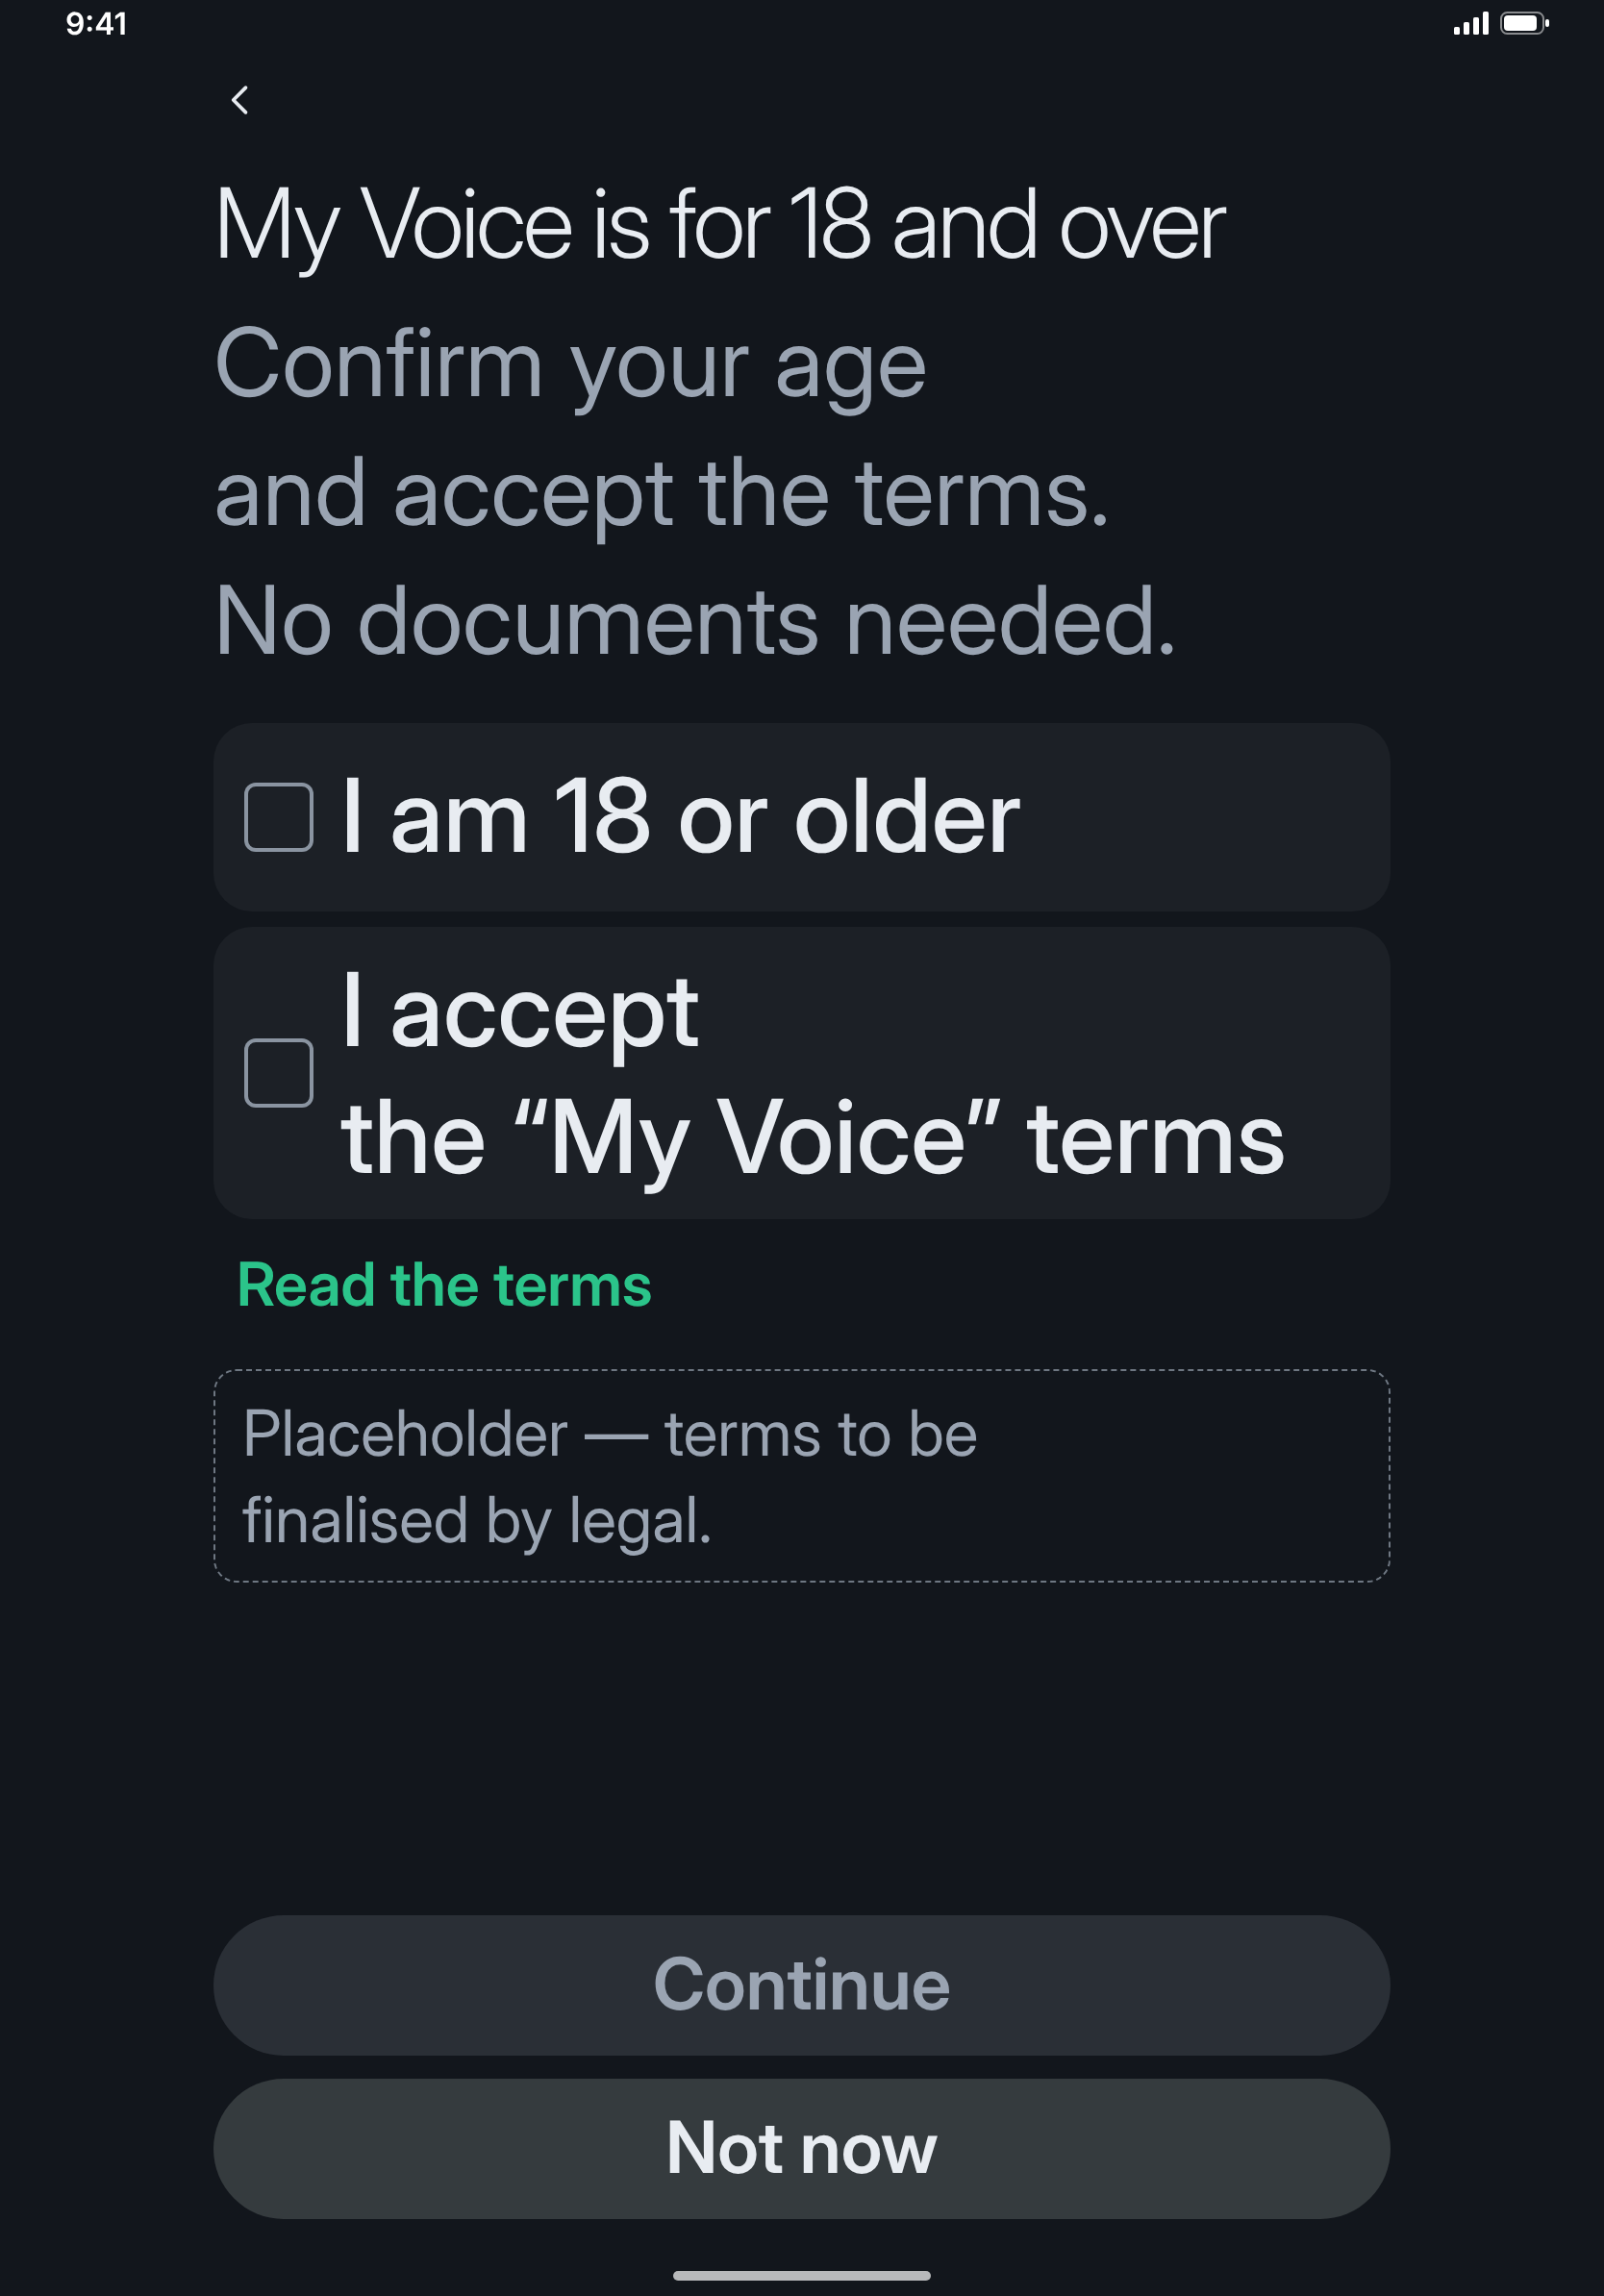 9:41
My Voice is for 18 and over
Confirm your age
and accept the terms.
No documents needed.
I am 18 or older
I accept
the “My Voice” terms
Read the terms
Placeholder — terms to be
finalised by legal.
Continue
Not now